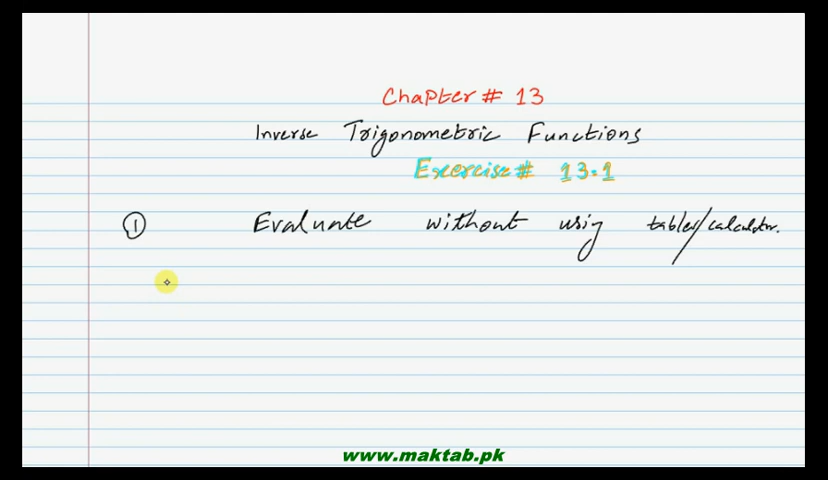 Chapter # 13
Inverse Trigonometric Functions
Exercise # 13.1
① Evaluate without using tables/calculator.
www.maktab.pk